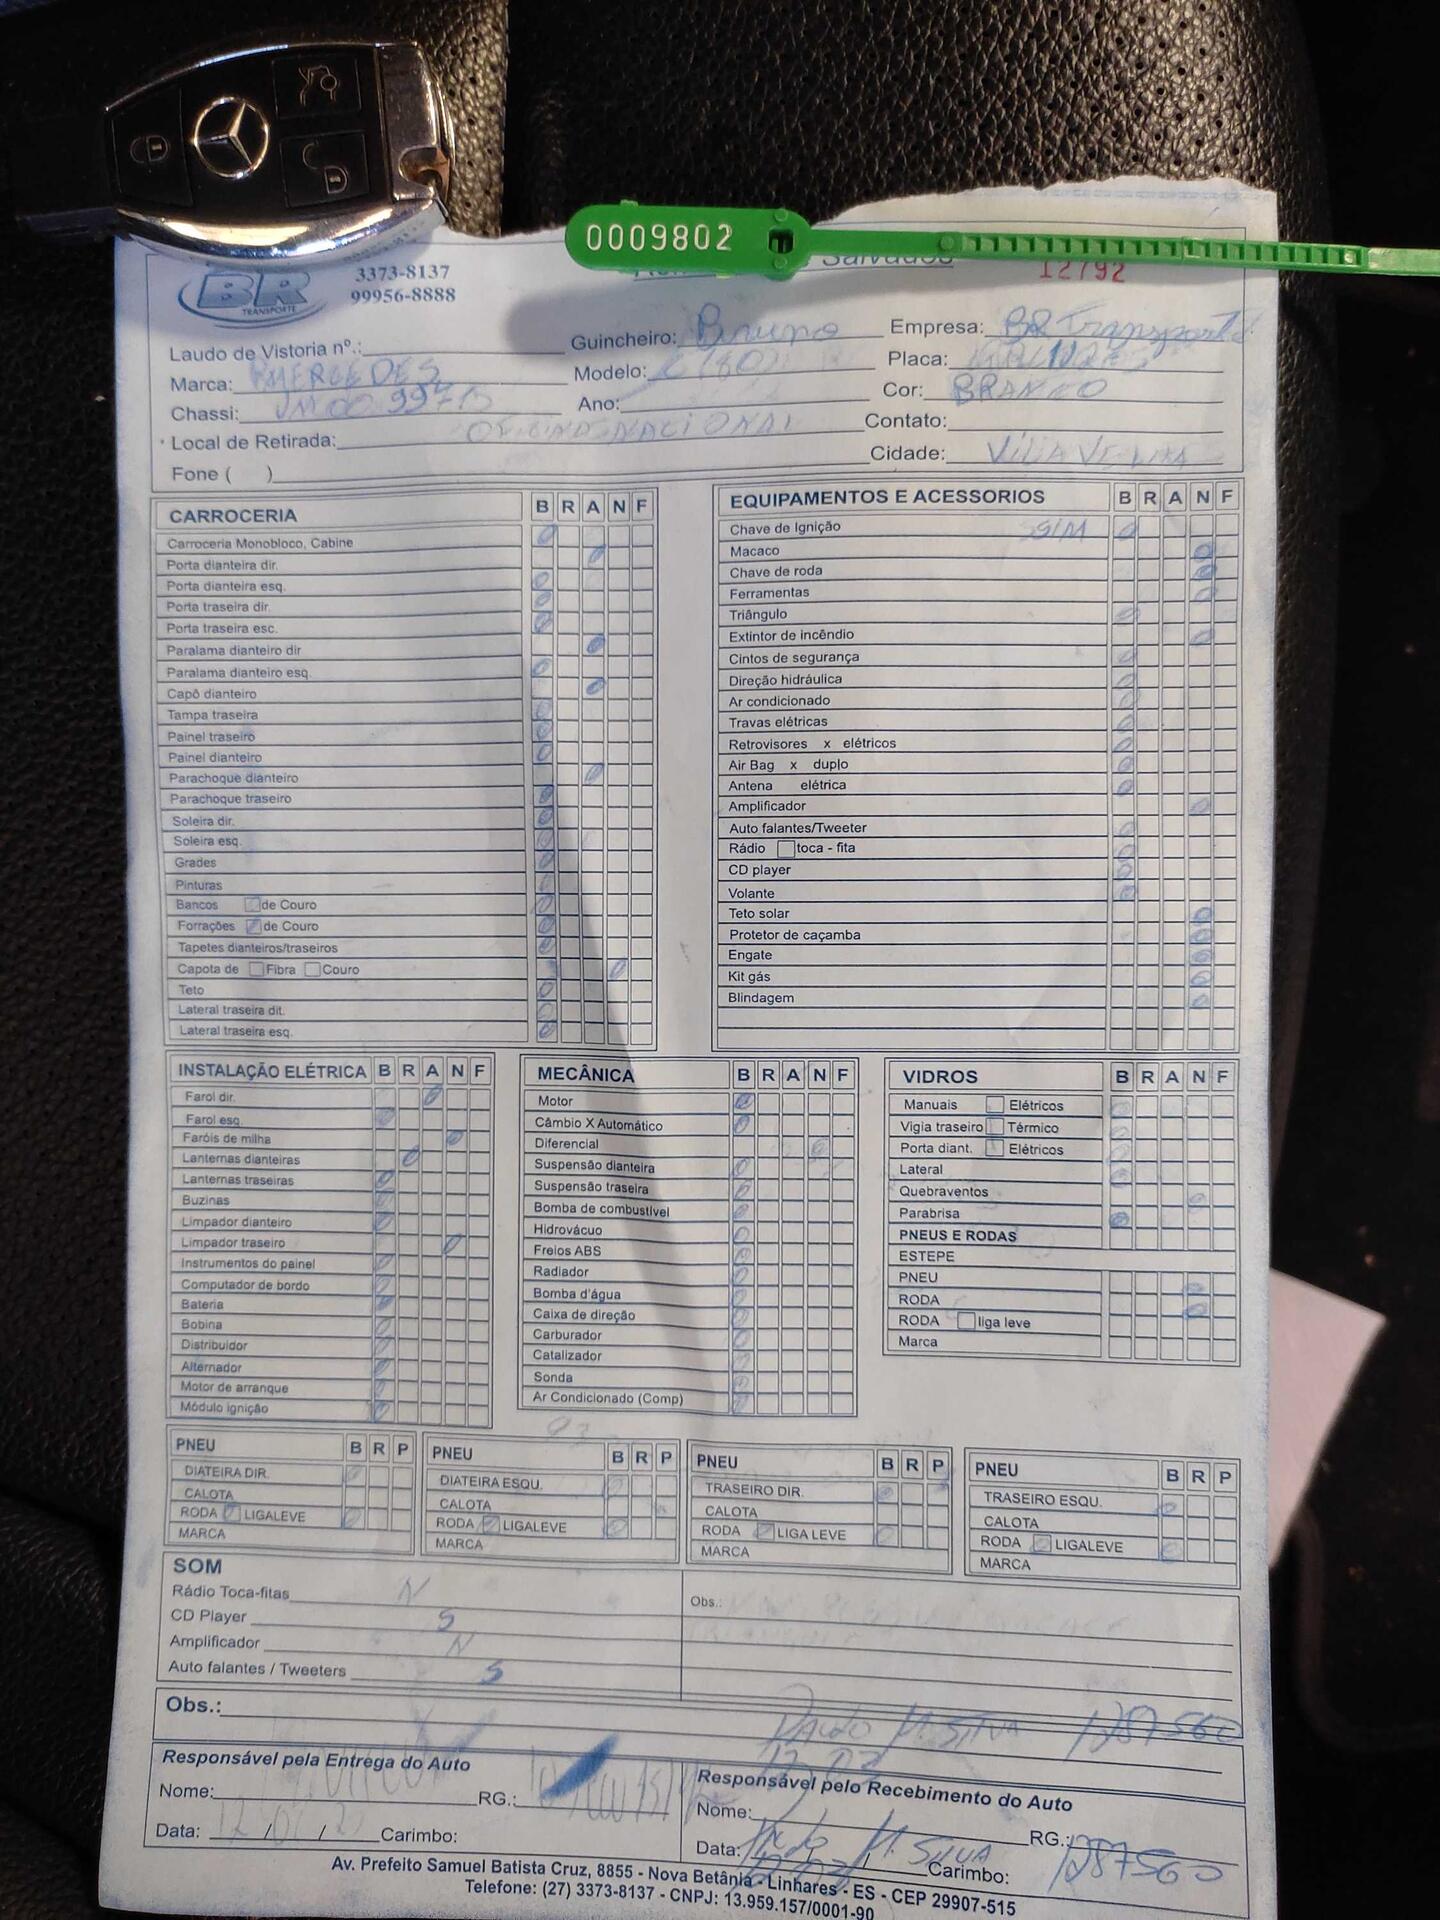 0009802
Salvados
12792
BR
TRANSPORTE
3373-8137
99956-8888
Laudo de Vistoria nº.: Guincheiro: Bruno Empresa: BR Transporte
Marca: MERCEDES Modelo: C180 Placa:
Chassi: Ano: Cor: BRANCO
Local de Retirada: OFICINA NACIONAL Contato:
Fone ( ) Cidade: VILA VELHA
CARROCERIA B R A N F
Carroceria Monobloco, Cabine
Porta dianteira dir.
Porta dianteira esq.
Porta traseira dir.
Porta traseira esc.
Paralama dianteiro dir
Paralama dianteiro esq.
Capô dianteiro
Tampa traseira
Painel traseiro
Painel dianteiro
Parachoque dianteiro
Parachoque traseiro
Soleira dir.
Soleira esq.
Grades
Pinturas
Bancos de Couro
Forrações de Couro
Tapetes dianteiros/traseiros
Capota de Fibra Couro
Teto
Lateral traseira dit.
Lateral traseira esq.
EQUIPAMENTOS E ACESSORIOS B R A N F
Chave de Ignição SIM
Macaco
Chave de roda
Ferramentas
Triângulo
Extintor de incêndio
Cintos de segurança
Direção hidráulica
Ar condicionado
Travas elétricas
Retrovisores x elétricos
Air Bag x duplo
Antena elétrica
Amplificador
Auto falantes/Tweeter
Rádio toca - fita
CD player
Volante
Teto solar
Protetor de caçamba
Engate
Kit gás
Blindagem
INSTALAÇÃO ELÉTRICA B R A N F
Farol dir.
Farol esq.
Faróis de milha
Lanternas dianteiras
Lanternas traseiras
Buzinas
Limpador dianteiro
Limpador traseiro
Instrumentos do painel
Computador de bordo
Bateria
Bobina
Distribuidor
Alternador
Motor de arranque
Módulo ignição
MECÂNICA B R A N F
Motor
Câmbio X Automático
Diferencial
Suspensão dianteira
Suspensão traseira
Bomba de combustível
Hidrovácuo
Freios ABS
Radiador
Bomba d'água
Caixa de direção
Carburador
Catalizador
Sonda
Ar Condicionado (Comp)
VIDROS B R A N F
Manuais Elétricos
Vigia traseiro Térmico
Porta diant. Elétricos
Lateral
Quebraventos
Parabrisa
PNEUS E RODAS
ESTEPE
PNEU
RODA
RODA liga leve
Marca
PNEU B R P
DIATEIRA DIR.
CALOTA
RODA LIGALEVE
MARCA
PNEU B R P
DIATEIRA ESQU.
CALOTA
RODA LIGALEVE
MARCA
PNEU B R P
TRASEIRO DIR.
CALOTA
RODA LIGA LEVE
MARCA
PNEU B R P
TRASEIRO ESQU.
CALOTA
RODA LIGALEVE
MARCA
SOM
Rádio Toca-fitas N
CD Player S
Amplificador N
Auto falantes / Tweeters S
Obs.:
Obs.: PAULO M. SILVA 1287560
Responsável pela Entrega do Auto
Nome: RG.:
Data: Carimbo:
Responsável pelo Recebimento do Auto
Nome: Paulo M. SILVA RG.: 1287560
Data: Carimbo:
Av. Prefeito Samuel Batista Cruz, 8855 - Nova Betânia - Linhares - ES - CEP 29907-515
Telefone: (27) 3373-8137 - CNPJ: 13.959.157/0001-90